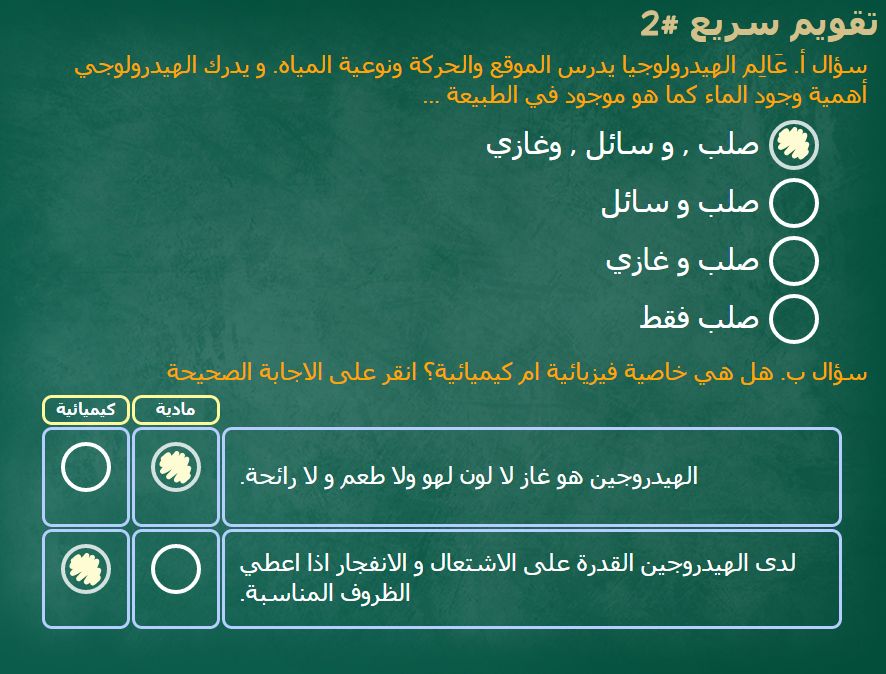 تقويم سريع #2
سؤال أ. عَالِم الهيدرولوجيا يدرس الموقع والحركة ونوعية المياه. و يدرك الهيدرولوجي
أهمية وجود الماء كما هو موجود في الطبيعة ...
صلب , و سائل , وغازي
صلب و سائل
صلب و غازي
صلب فقط
سؤال ب. هل هي خاصية فيزيائية ام كيميائية؟ انقر على الاجابة الصحيحة
مادية كيميائية
الهيدروجين هو غاز لا لون لهو ولا طعم و لا رائحة.
لدى الهيدروجين القدرة على الاشتعال و الانفجار اذا اعطي
الظروف المناسبة.